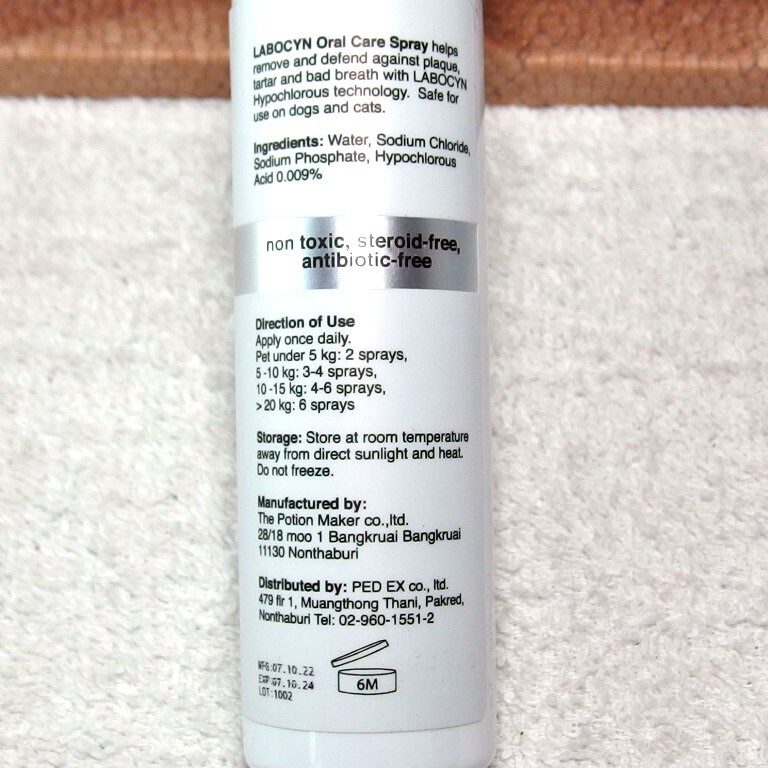 LABOCYN Oral Care Spray helps
remove and defend against plaque,
tartar and bad breath with LABOCYN
Hypochlorous technology. Safe for
use on dogs and cats.
Ingredients: Water, Sodium Chloride,
Sodium Phosphate, Hypochlorous
Acid 0.009%
non toxic, steroid-free,
antibiotic-free
Direction of Use
Apply once daily.
Pet under 5 kg: 2 sprays,
5-10 kg: 3-4 sprays,
10-15 kg: 4-6 sprays,
>20 kg: 6 sprays
Storage: Store at room temperature
away from direct sunlight and heat.
Do not freeze.
Manufactured by:
The Potion Maker co.,ltd.
28/18 moo 1 Bangkruai Bangkruai
11130 Nonthaburi
Distributed by: PED EX co., ltd.
479 flr 1, Muangthong Thani, Pakred,
Nonthaburi Tel: 02-960-1551-2
MFG:07.10.22
EXP:07.10.24
LOT:1002
6M